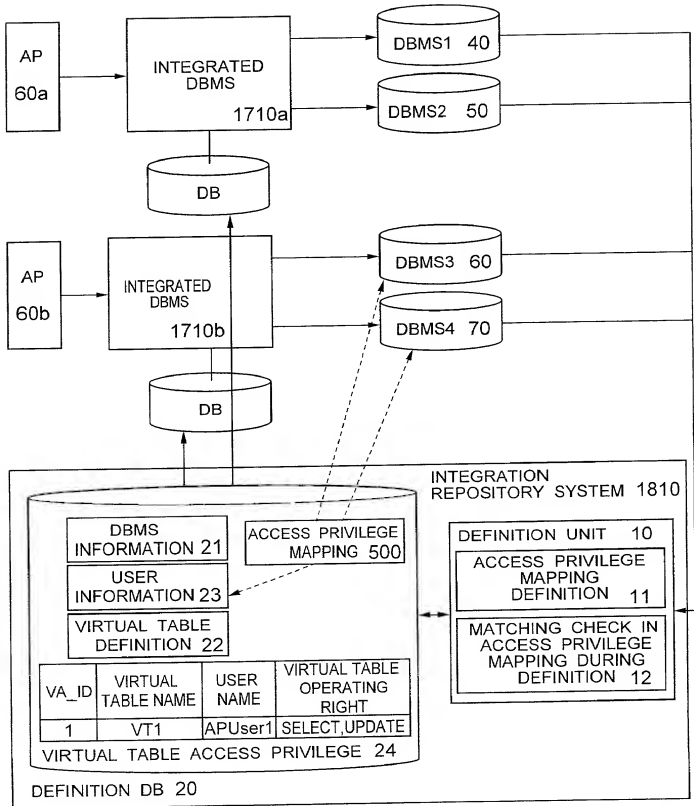 AP
60a
INTEGRATED
DBMS
1710a
DBMS1 40
DBMS2 50
DB
AP
60b
INTEGRATED
DBMS
1710b
DBMS3 60
DBMS4 70
DB
INTEGRATION
REPOSITORY SYSTEM 1810
DBMS
INFORMATION 21
USER
INFORMATION 23
VIRTUAL TABLE
DEFINITION 22
ACCESS PRIVILEGE
MAPPING 500
DEFINITION UNIT 10
ACCESS PRIVILEGE
MAPPING
DEFINITION
11
MATCHING CHECK IN
ACCESS PRIVILEGE
MAPPING DURING
DEFINITION 12
VA_ID
VIRTUAL
TABLE NAME
USER
NAME
VIRTUAL TABLE
OPERATING
RIGHT
1
VT1
APUser1
SELECT,UPDATE
VIRTUAL TABLE ACCESS PRIVILEGE 24
DEFINITION DB 20